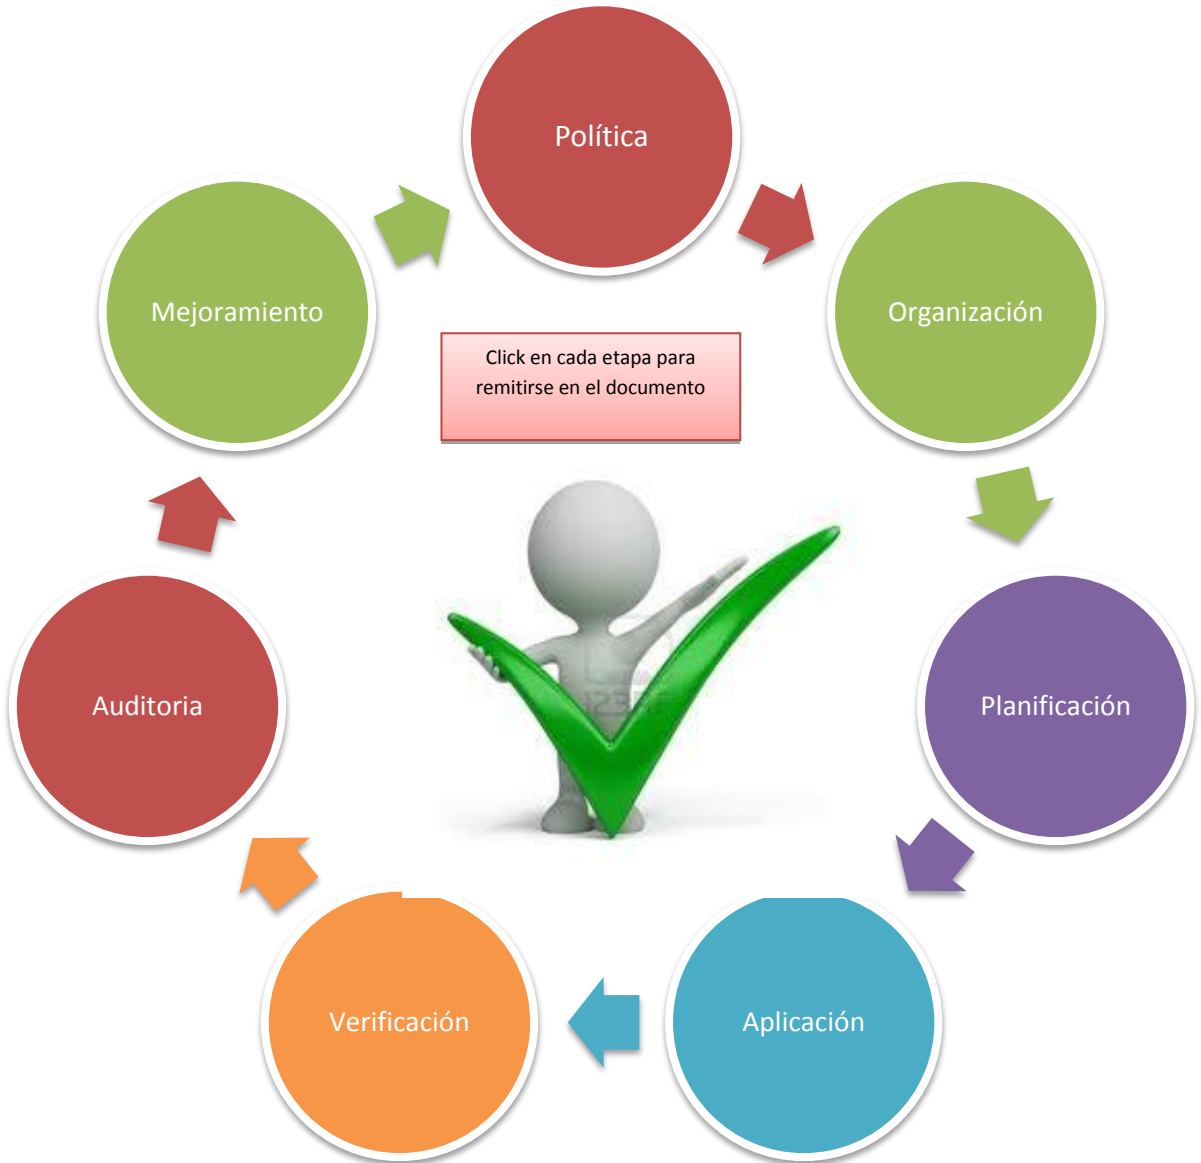 Política
Organización
Planificación
Aplicación
Verificación
Auditoria
Mejoramiento
Click en cada etapa para
remitirse en el documento